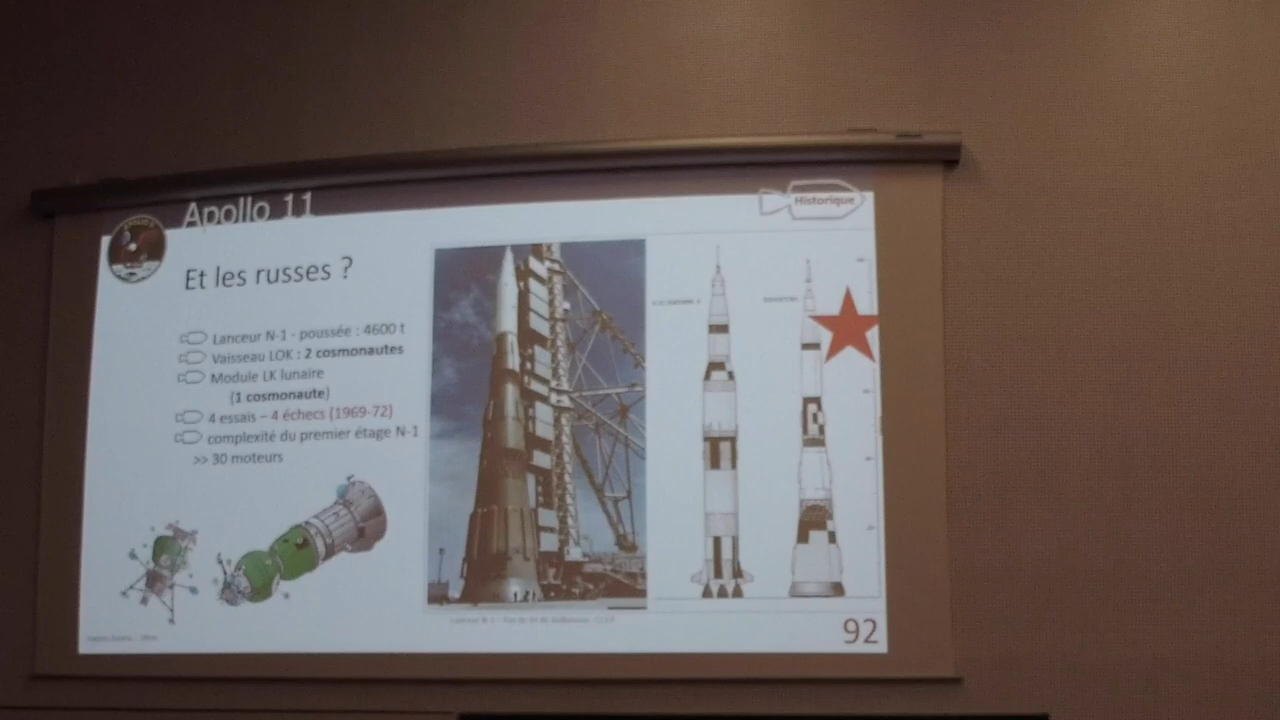 Apollo 11
Historique
Et les russes ?
Lanceur N-1 - poussée : 4600 t
Vaisseau LOK : 2 cosmonautes
Module LK lunaire
(1 cosmonaute)
4 essais – 4 échecs (1969-72)
complexité du premier étage N-1
>> 30 moteurs
92